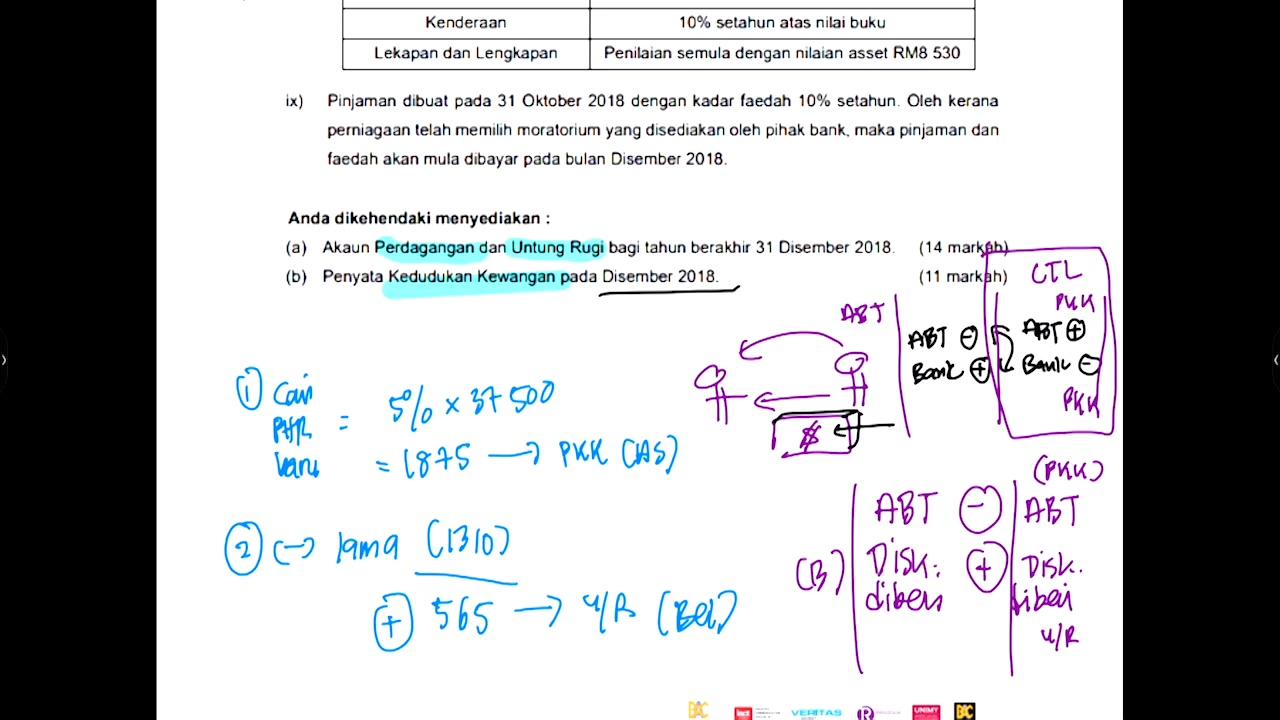 Kenderaan
10% setahun atas nilai buku
Lekapan dan Lengkapan
Penilaian semula dengan nilaian asset RM8 530
ix) Pinjaman dibuat pada 31 Oktober 2018 dengan kadar faedah 10% setahun. Oleh kerana
perniagaan telah memilih moratorium yang disediakan oleh pihak bank, maka pinjaman dan
faedah akan mula dibayar pada bulan Disember 2018.
Anda dikehendaki menyediakan :
(a) Akaun Perdagangan dan Untung Rugi bagi tahun berakhir 31 Disember 2018. (14 markah)
(b) Penyata Kedudukan Kewangan pada Disember 2018. (11 markah)
CTL
PKK
ABT
ABT - ABT +
Bank + Bank -
PKK
$
1
PHR = 5% x 37 500
= 1875 → PKK (AS)
2 lama (1310)
+ 565 → U/R (Bel)
(PKK)
ABT - ABT
(B) Disk. + Disk.
diberi diberi
U/R
BAC
VERITAS
UNIMY
BAC